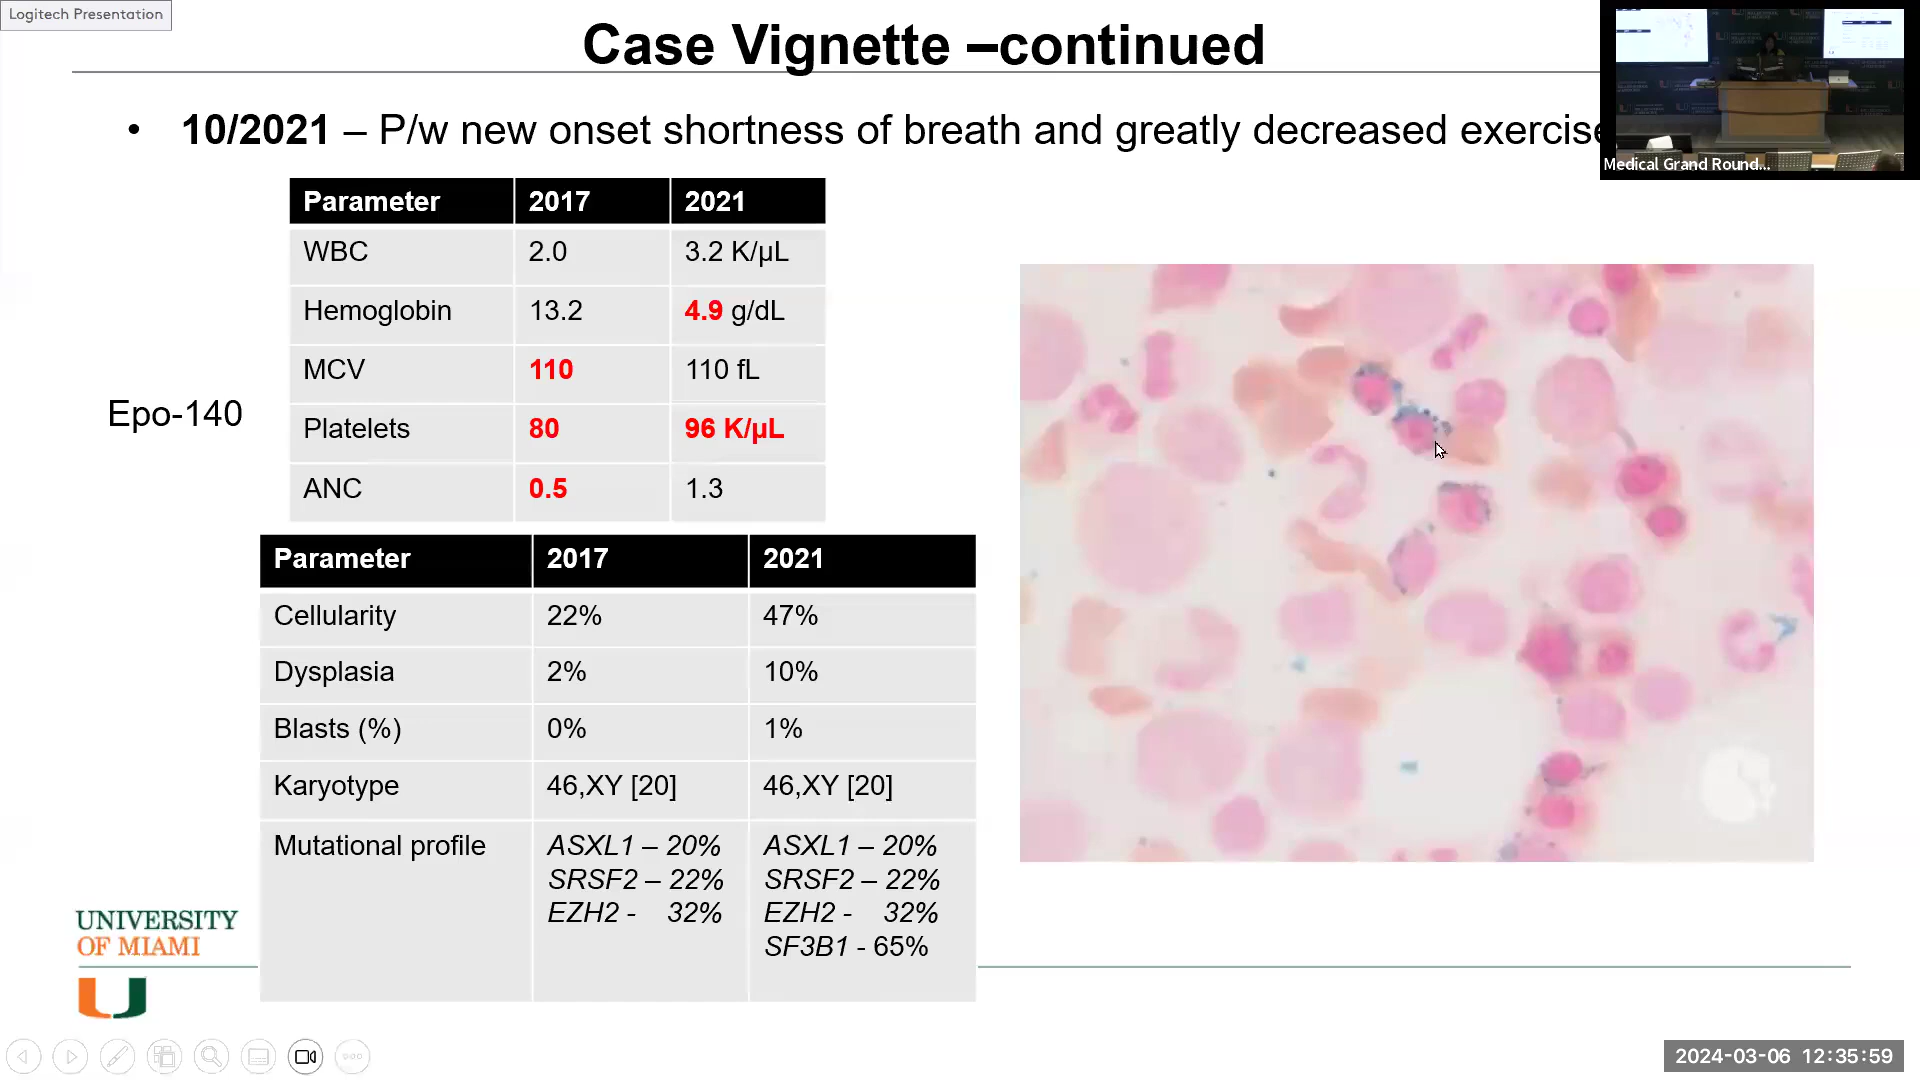 Logitech Presentation
Case Vignette –continued
• 10/2021 – P/w new onset shortness of breath and greatly decreased exercise
Medical Grand Round...
Parameter 2017 2021
WBC 2.0 3.2 K/µL
Hemoglobin 13.2 4.9 g/dL
MCV 110 110 fL
Platelets 80 96 K/µL
ANC 0.5 1.3
Epo-140
Parameter 2017 2021
Cellularity 22% 47%
Dysplasia 2% 10%
Blasts (%) 0% 1%
Karyotype 46,XY [20] 46,XY [20]
Mutational profile ASXL1 – 20% ASXL1 – 20%
SRSF2 – 22% SRSF2 – 22%
EZH2 - 32% EZH2 - 32%
SF3B1 - 65%
UNIVERSITY
OF MIAMI
2024-03-06 12:35:59